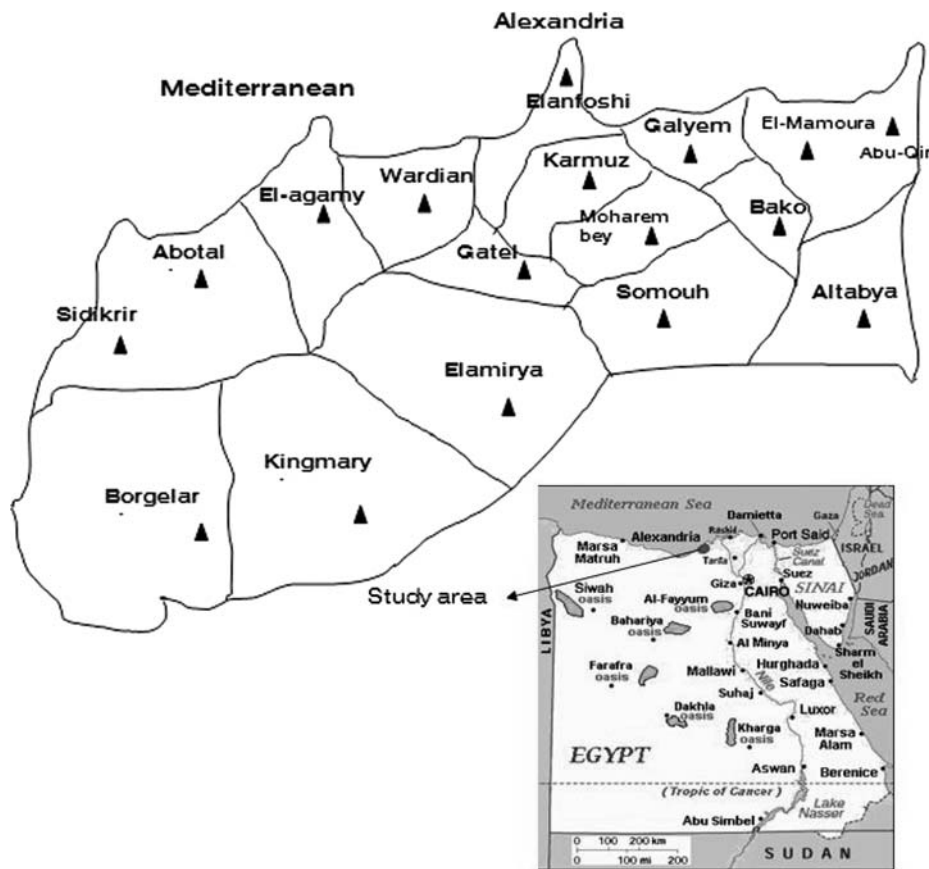 Alexandria
Mediterranean
Elanfoshi
Galyem
El-Mamoura
Abu-Qir
Karmuz
Wardian
El-agamy
Moharem
bey
Bako
Gatel
Abotal
Somouh
Altabya
Sidikrir
Elamirya
Kingmary
Borgelar
Study area
Mediterranean Sea
Damietta
Gaza
Dead
Sea
Alexandria
Rashid
Port Said
Marsa
Matruh
Tanta
Suez
Canal
ISRAEL
JORDAN
Giza
CAIRO
Suez
SINAI
Siwah
oasis
Al-Fayyum
oasis
Bani
Suwayf
Nuweiba
SAUDI
ARABIA
LIBYA
Bahariya
oasis
Al Minya
Dahab
Sharm
el
Sheikh
Farafra
oasis
Mallawi
Hurghada
Nile
Safaga
Suhaj
Red
Sea
Dakhla
oasis
Luxor
Kharga
oasis
Marsa
Alam
EGYPT
Aswan
Berenice
(Tropic of Cancer)
Lake
Nasser
Abu Simbel
0 100 200 km
0 100 mi 200
SUDAN